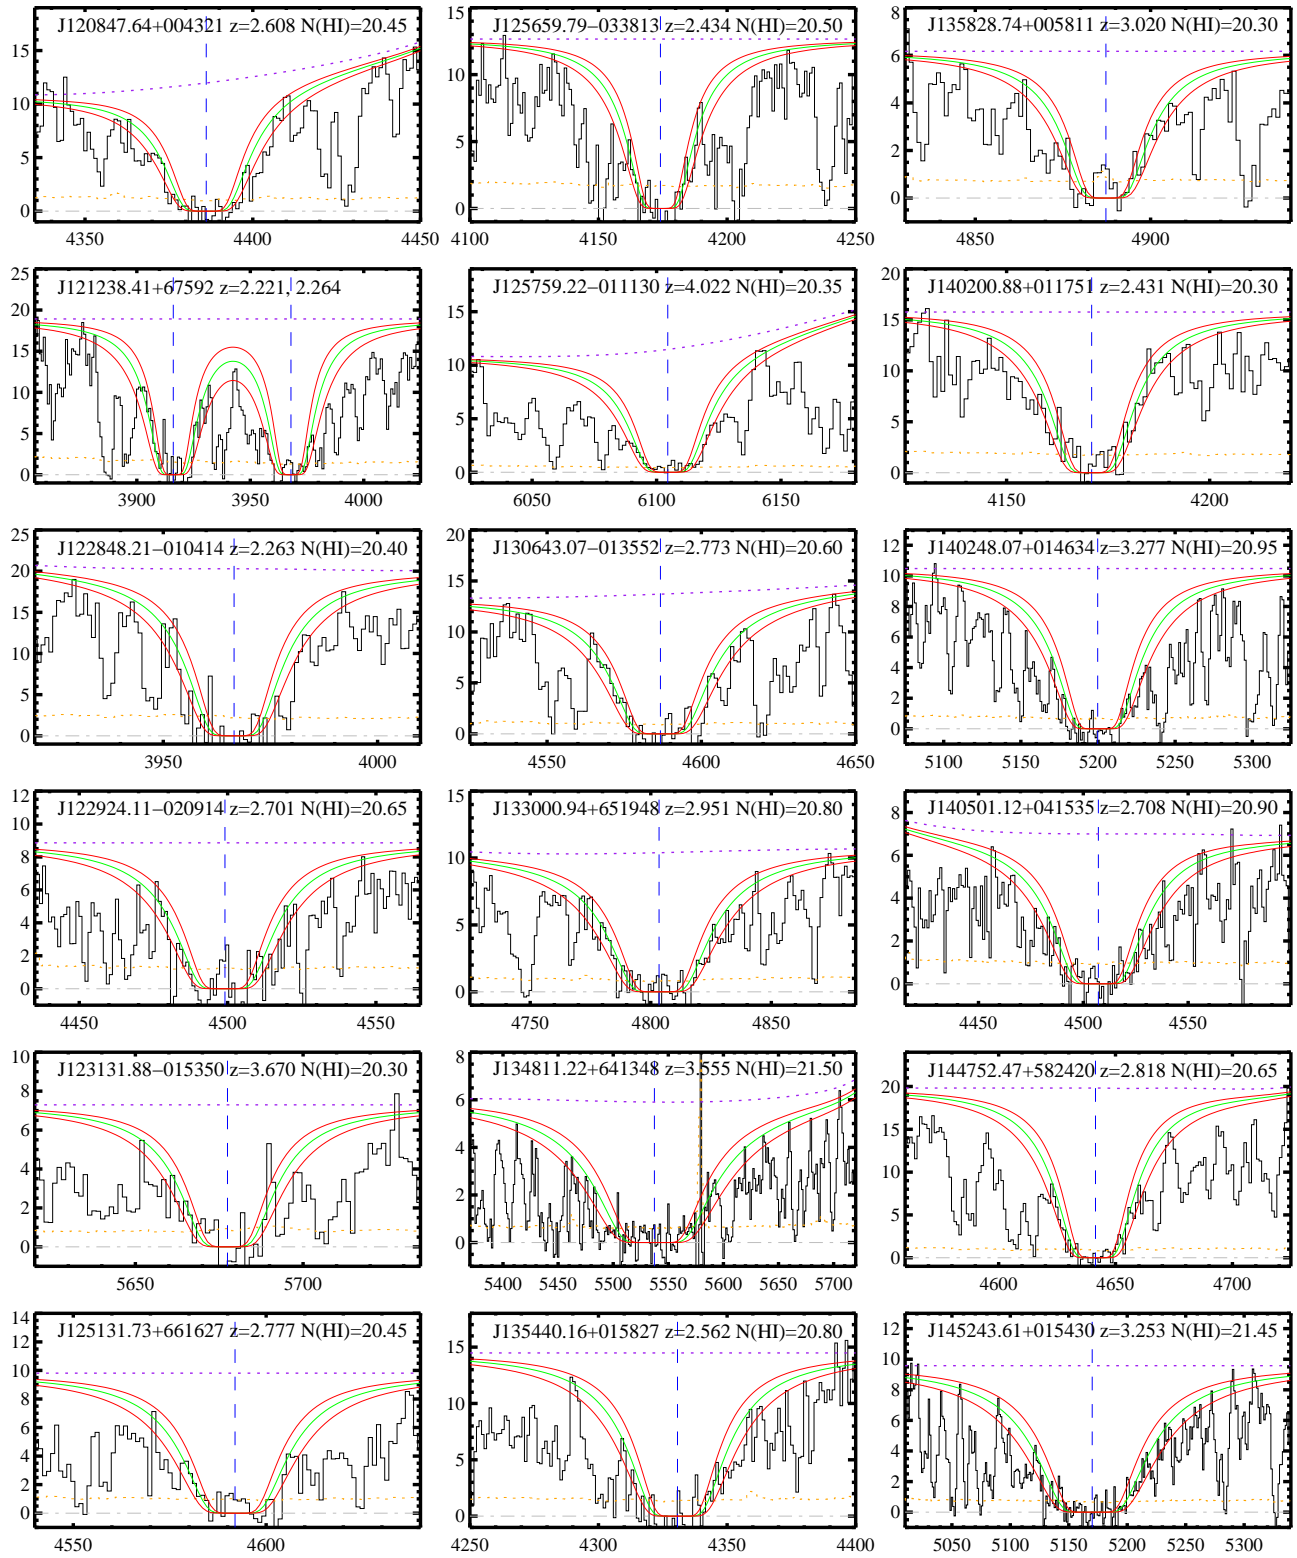 J120847.64+004321 z=2.608 N(HI)=20.45
0 5 10 15
4350 4400 4450
J125659.79−033813 z=2.434 N(HI)=20.50
0 5 10 15
4100 4150 4200 4250
J135828.74+005811 z=3.020 N(HI)=20.30
0 2 4 6 8
4850 4900
J121238.41+67592 z=2.221, 2.264
0 5 10 15 20 25
3900 3950 4000
J125759.22−011130 z=4.022 N(HI)=20.35
0 5 10 15
6050 6100 6150
J140200.88+011751 z=2.431 N(HI)=20.30
0 5 10 15
4150 4200
J122848.21−010414 z=2.263 N(HI)=20.40
0 5 10 15 20 25
3950 4000
J130643.07−013552 z=2.773 N(HI)=20.60
0 5 10 15 20
4550 4600 4650
J140248.07+014634 z=3.277 N(HI)=20.95
0 2 4 6 8 10 12
5100 5150 5200 5250 5300
J122924.11−020914 z=2.701 N(HI)=20.65
0 2 4 6 8 10 12
4450 4500 4550
J133000.94+651948 z=2.951 N(HI)=20.80
0 5 10 15
4750 4800 4850
J140501.12+041535 z=2.708 N(HI)=20.90
0 2 4 6 8
4450 4500 4550
J123131.88−015350 z=3.670 N(HI)=20.30
0 2 4 6 8 10
5650 5700
J134811.22+641348 z=3.555 N(HI)=21.50
0 2 4 6 8
5400 5450 5500 5550 5600 5650 5700
J144752.47+582420 z=2.818 N(HI)=20.65
0 5 10 15 20
4600 4650 4700
J125131.73+661627 z=2.777 N(HI)=20.45
0 2 4 6 8 10 12 14
4550 4600
J135440.16+015827 z=2.562 N(HI)=20.80
0 5 10 15
4250 4300 4350 4400
J145243.61+015430 z=3.253 N(HI)=21.45
0 2 4 6 8 10 12
5050 5100 5150 5200 5250 5300